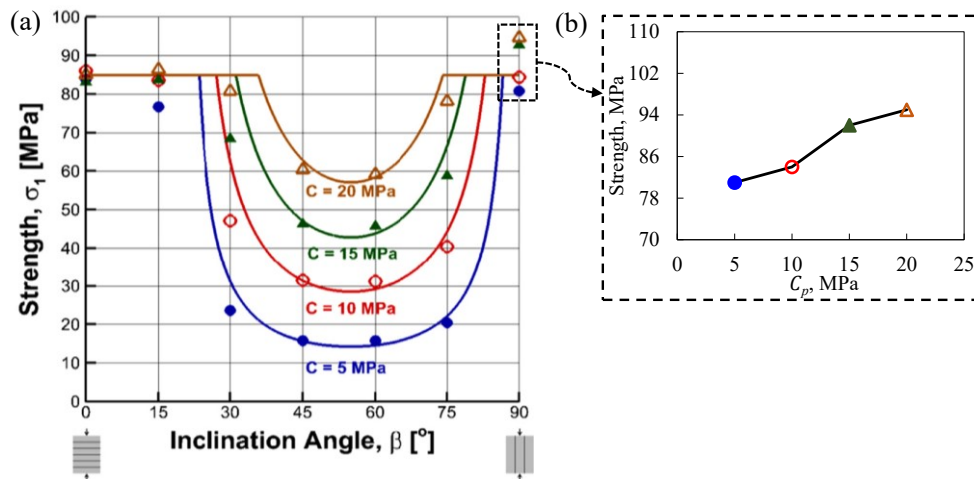 (a)
Strength, σ1 [MPa]
100
90
80
70
60
50
40
30
20
10
0
C = 20 MPa
C = 15 MPa
C = 10 MPa
C = 5 MPa
0 15 30 45 60 75 90
Inclination Angle, β [o]
(b)
Strength, MPa
110
102
94
86
78
70
0 5 10 15 20 25
Cp, MPa